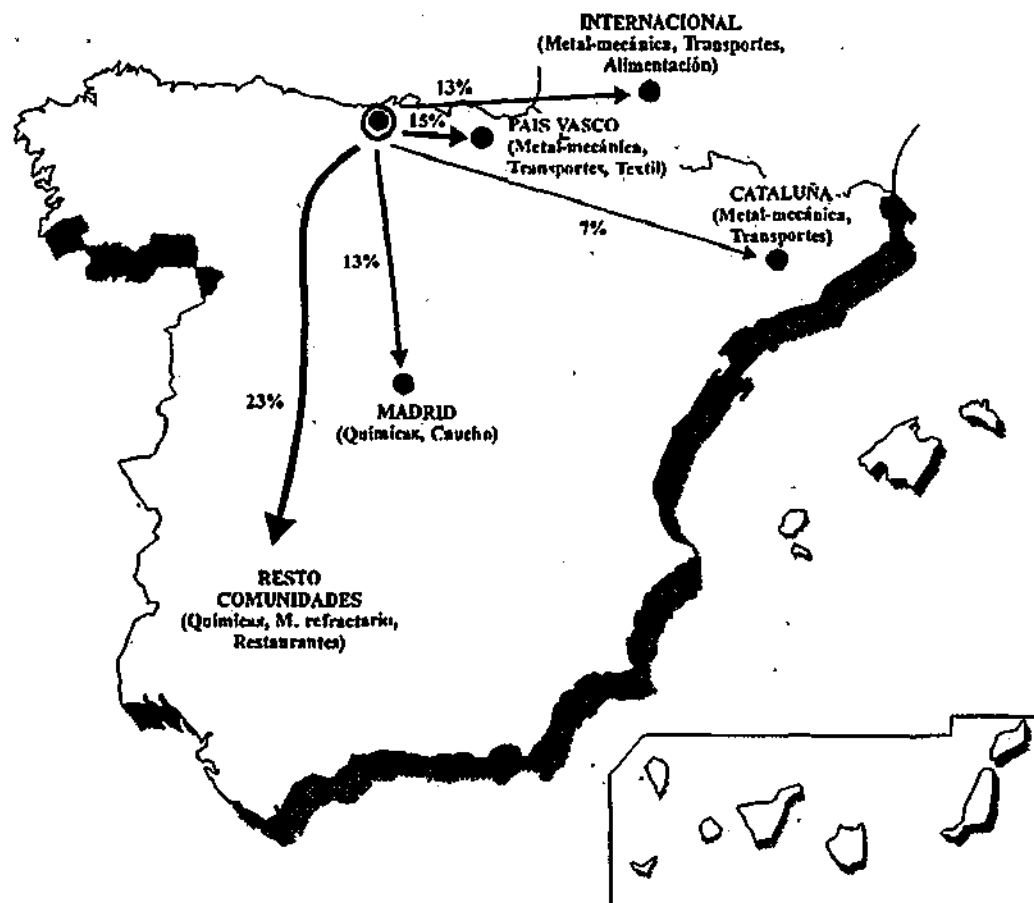 INTERNACIONAL
(Metal-mecánica, Transportes,
Alimentación)
13%
15%
PAIS VASCO
(Metal-mecánica,
Transportes, Textil)
CATALUÑA
(Metal-mecánica,
Transportes)
7%
13%
23%
MADRID
(Químicas, Caucho)
RESTO
COMUNIDADES
(Químicas, M. refractario,
Restaurantes)